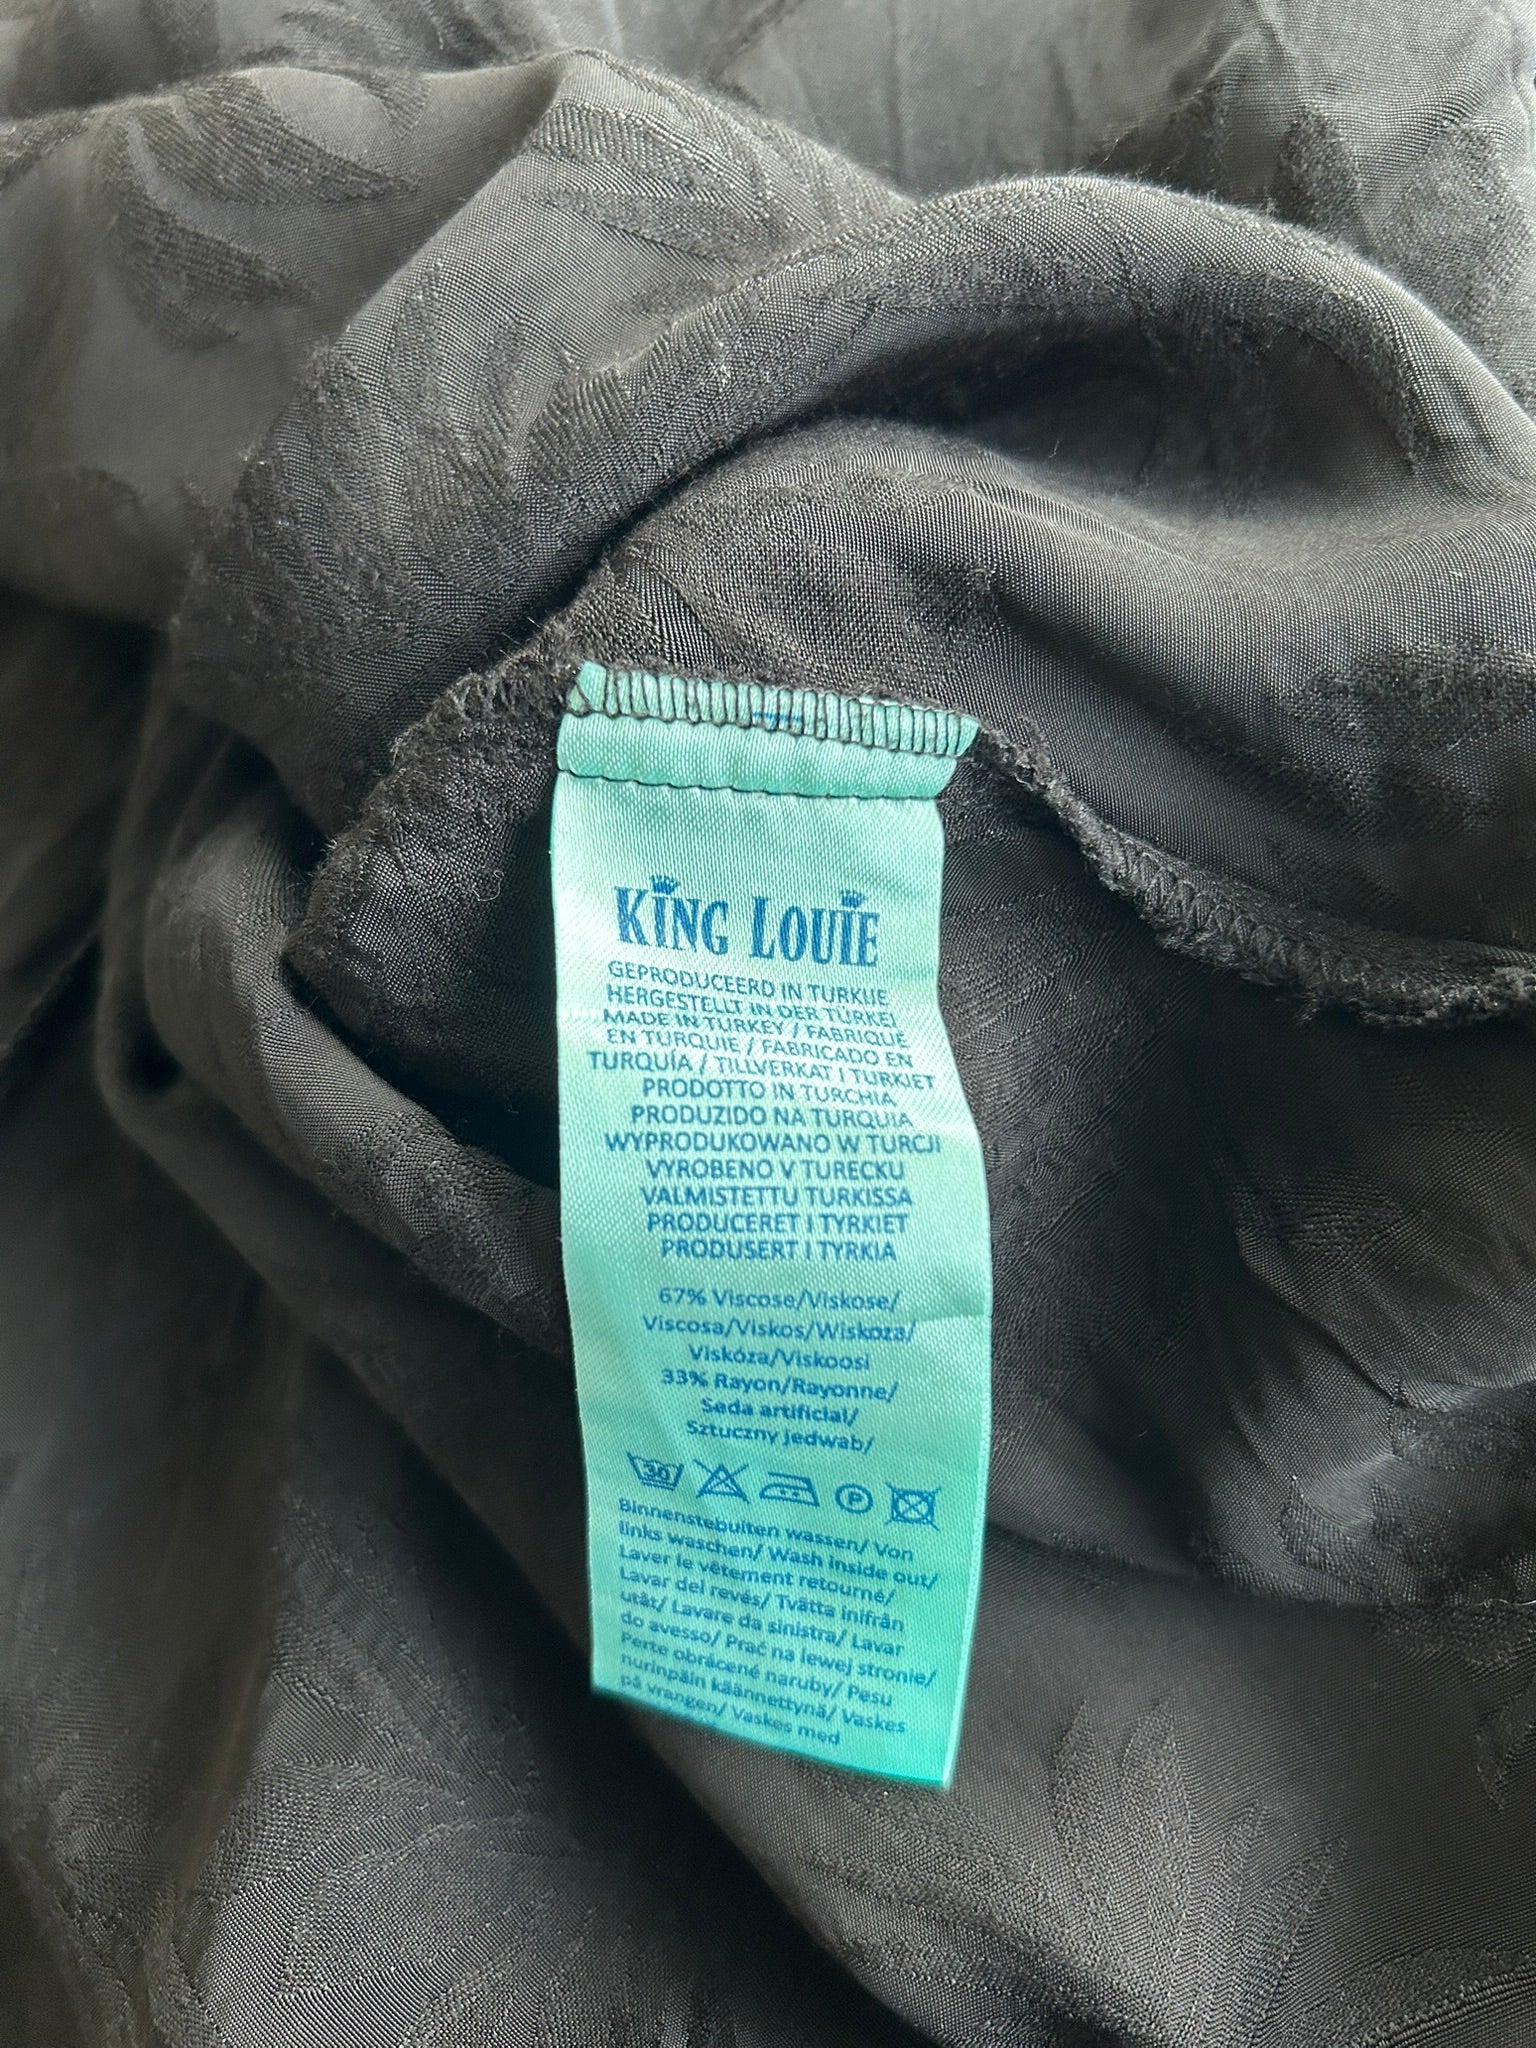 KING LOUIE
GEPRODUCEERD IN TURKIJE
HERGESTELLT IN DER TÜRKEI
MADE IN TURKEY / FABRIQUÉ
EN TURQUIE / FABRICADO EN
TURQUÍA / TILLVERKAT I TURKIET
PRODOTTO IN TURCHIA
PRODUZIDO NA TURQUIA
WYPRODUKOWANO W TURCJI
VYROBENO V TURECKU
VALMISTETTU TURKISSA
PRODUCERET I TYRKIET
PRODUSERT I TYRKIA
67% Viscose/Viskose/
Viscosa/Viskos/Wiskoza/
Viskóza/Viskoosi
33% Rayon/Rayonne/
Seda artificial/
Sztuczny jedwab/
30 P
Binnenstebuiten wassen/ Von
links waschen/ Wash inside out/
Laver le vêtement retourné/
Lavar del revés/ Tvätta inifrån
utåt/ Lavare da sinistra/ Lavar
do avesso/ Prać na lewej stronie/
Perte obráceně naruby/ Pesu
nurinpäin käännettynä/ Vaskes
på vrangen/ Vaskes med